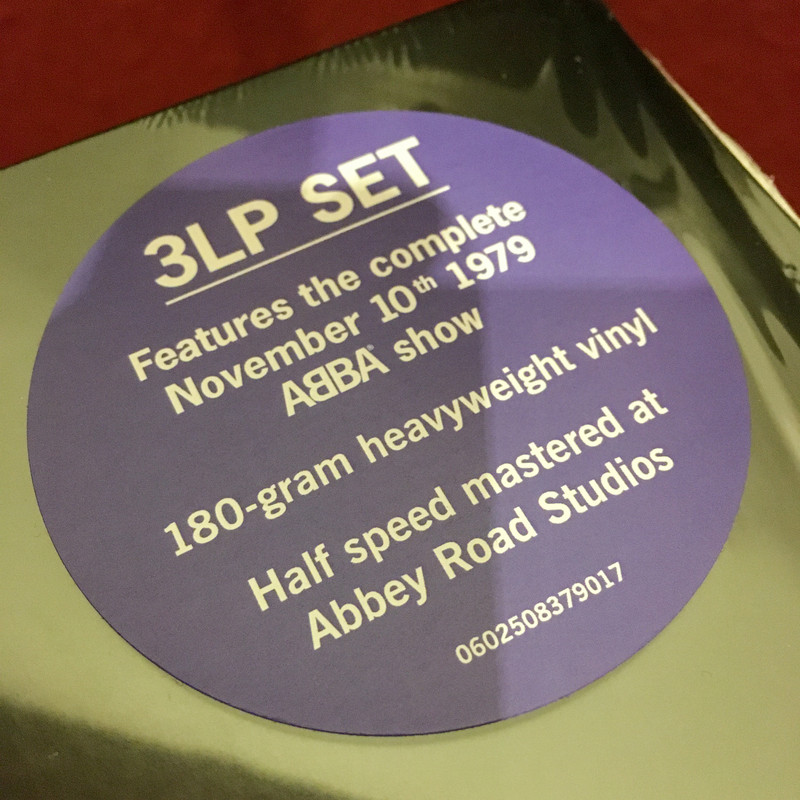 3LP SET
Features the complete
November 10th 1979
ABBA® show
180-gram heavyweight vinyl
Half speed mastered at
Abbey Road Studios
0602508379017